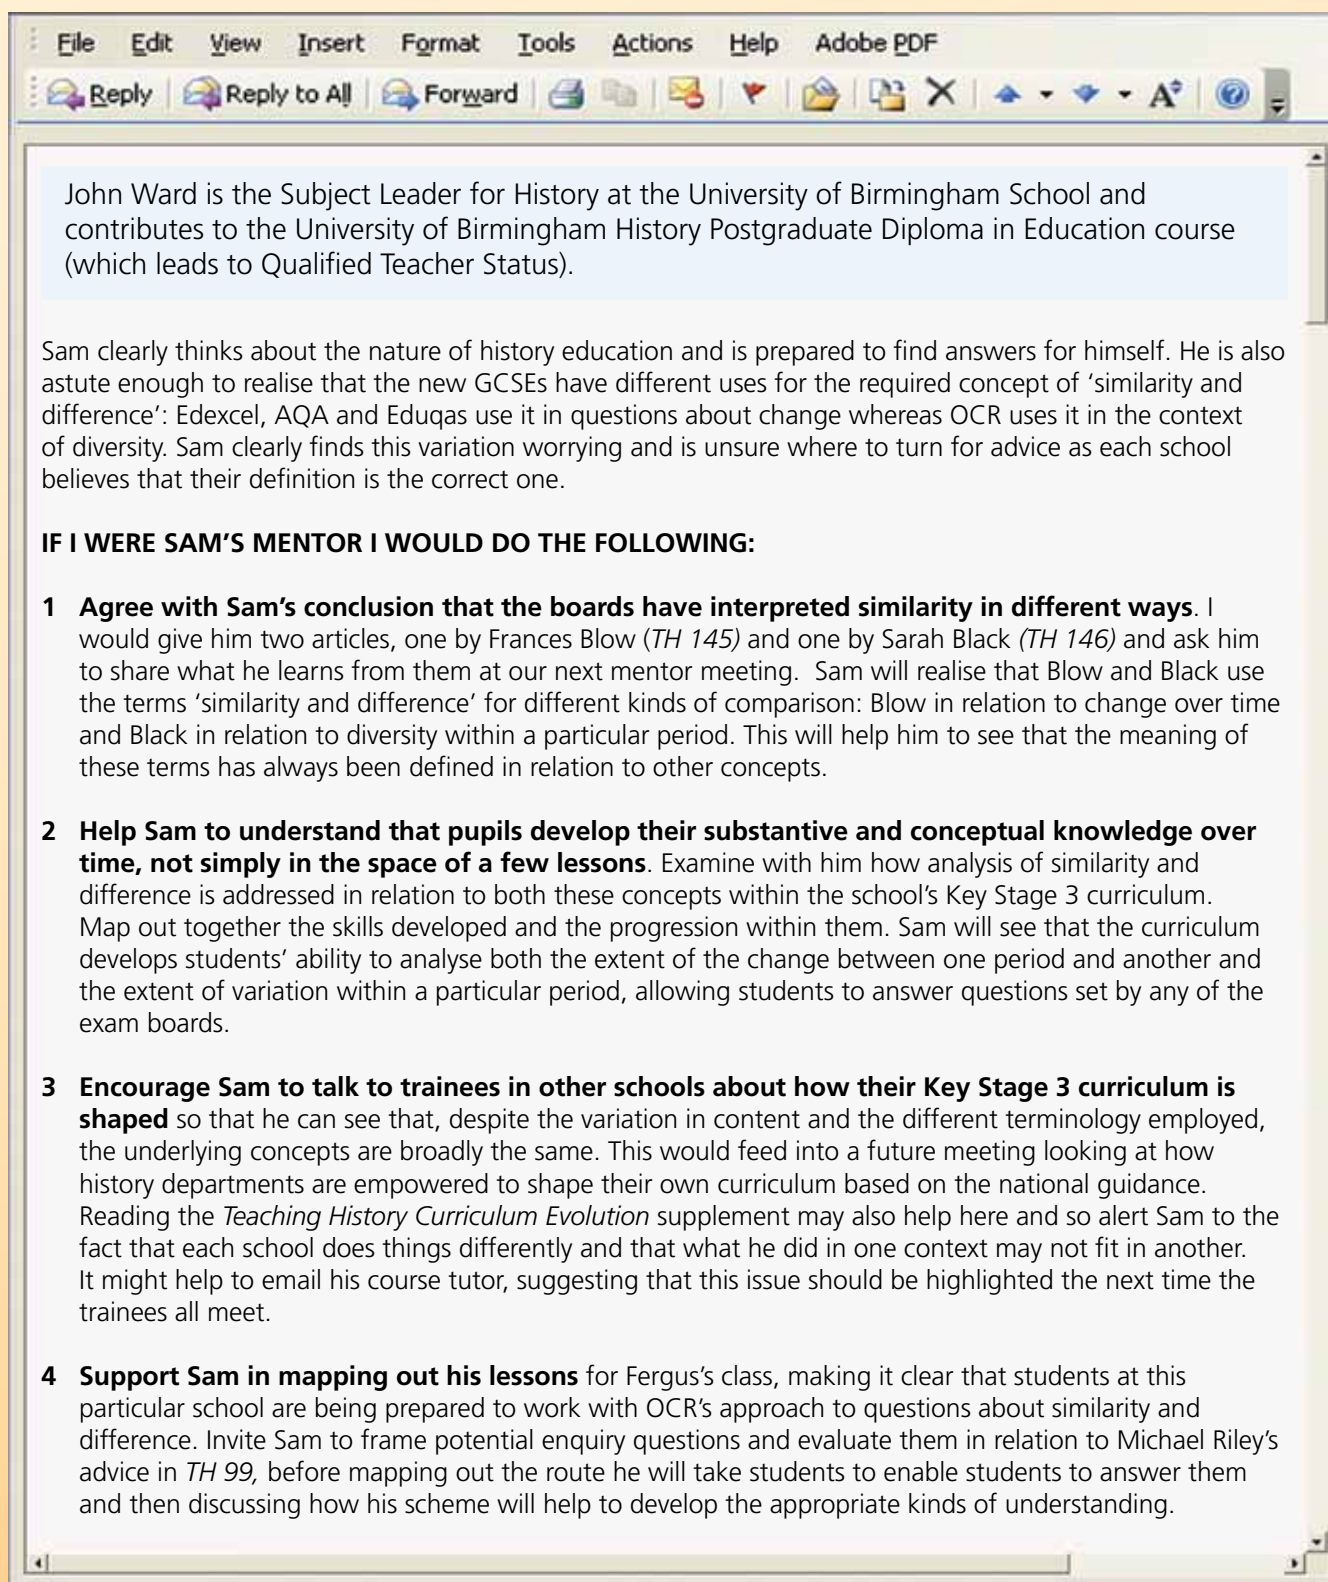 File Edit View Insert Format Tools Actions Help Adobe PDF
Reply Reply to All Forward
John Ward is the Subject Leader for History at the University of Birmingham School and
contributes to the University of Birmingham History Postgraduate Diploma in Education course
(which leads to Qualified Teacher Status).
Sam clearly thinks about the nature of history education and is prepared to find answers for himself. He is also
astute enough to realise that the new GCSEs have different uses for the required concept of ‘similarity and
difference’: Edexcel, AQA and Eduqas use it in questions about change whereas OCR uses it in the context
of diversity. Sam clearly finds this variation worrying and is unsure where to turn for advice as each school
believes that their definition is the correct one.
IF I WERE SAM’S MENTOR I WOULD DO THE FOLLOWING:
1 Agree with Sam’s conclusion that the boards have interpreted similarity in different ways. I
would give him two articles, one by Frances Blow (TH 145) and one by Sarah Black (TH 146) and ask him
to share what he learns from them at our next mentor meeting. Sam will realise that Blow and Black use
the terms ‘similarity and difference’ for different kinds of comparison: Blow in relation to change over time
and Black in relation to diversity within a particular period. This will help him to see that the meaning of
these terms has always been defined in relation to other concepts.
2 Help Sam to understand that pupils develop their substantive and conceptual knowledge over
time, not simply in the space of a few lessons. Examine with him how analysis of similarity and
difference is addressed in relation to both these concepts within the school’s Key Stage 3 curriculum.
Map out together the skills developed and the progression within them. Sam will see that the curriculum
develops students’ ability to analyse both the extent of the change between one period and another and
the extent of variation within a particular period, allowing students to answer questions set by any of the
exam boards.
3 Encourage Sam to talk to trainees in other schools about how their Key Stage 3 curriculum is
shaped so that he can see that, despite the variation in content and the different terminology employed,
the underlying concepts are broadly the same. This would feed into a future meeting looking at how
history departments are empowered to shape their own curriculum based on the national guidance.
Reading the Teaching History Curriculum Evolution supplement may also help here and so alert Sam to the
fact that each school does things differently and that what he did in one context may not fit in another.
It might help to email his course tutor, suggesting that this issue should be highlighted the next time the
trainees all meet.
4 Support Sam in mapping out his lessons for Fergus’s class, making it clear that students at this
particular school are being prepared to work with OCR’s approach to questions about similarity and
difference. Invite Sam to frame potential enquiry questions and evaluate them in relation to Michael Riley’s
advice in TH 99, before mapping out the route he will take students to enable students to answer them
and then discussing how his scheme will help to develop the appropriate kinds of understanding.